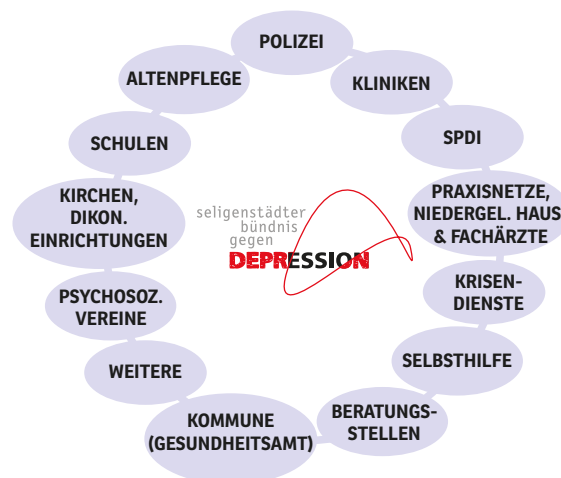 POLIZEI
KLINIKEN
SPDI
PRAXISNETZE,
NIEDERGEL. HAUS
& FACHÄRZTE
KRISEN-
DIENSTE
SELBSTHILFE
BERATUNGS-
STELLEN
KOMMUNE
(GESUNDHEITSAMT)
WEITERE
PSYCHOSOZ.
VEREINE
KIRCHEN,
DIKON.
EINRICHTUNGEN
SCHULEN
ALTENPFLEGE
seligenstädter
bündnis
gegen
DEPRESSION